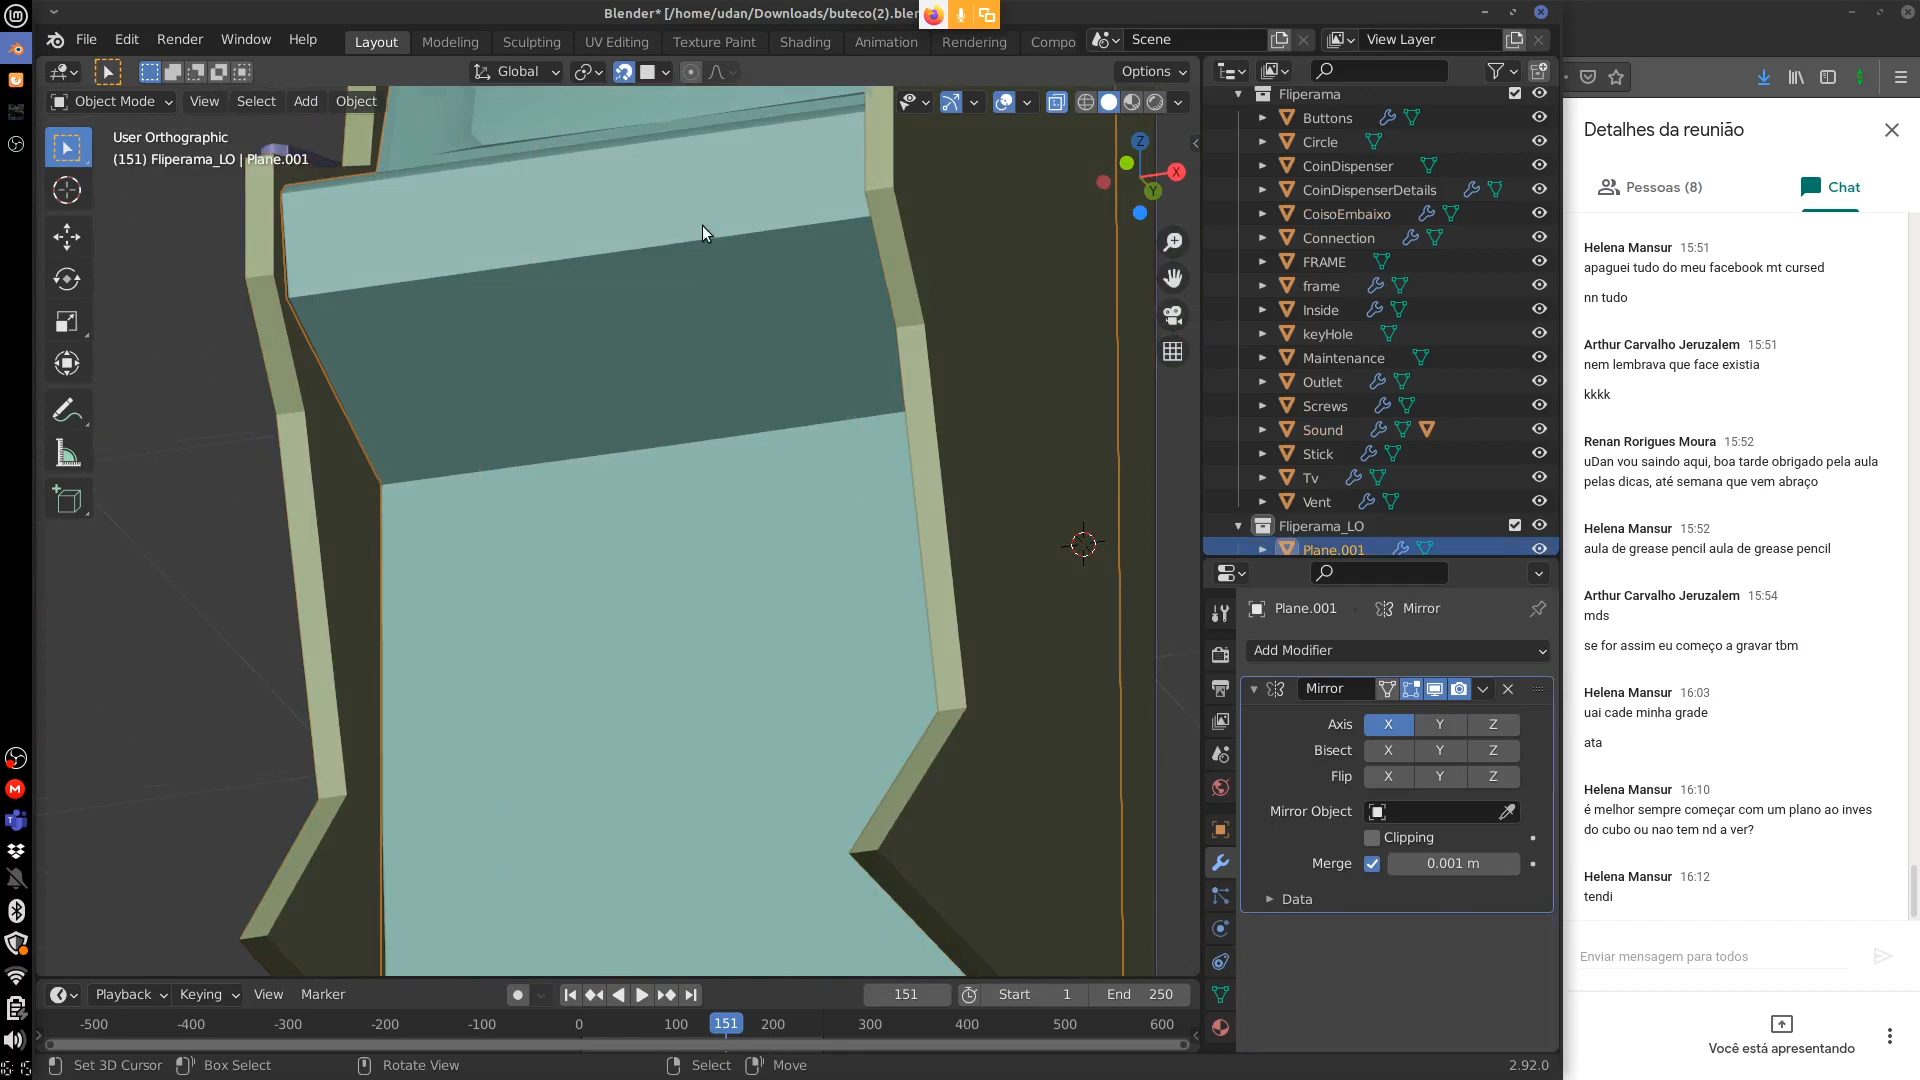 Blender* [/home/udan/Downloads/buteco(2).blen
File Edit Render Window Help
Layout Modeling Sculpting UV Editing Texture Paint Shading Animation Rendering Compo
Scene
View Layer
Global
Options
Object Mode View Select Add Object
User Orthographic
(151) Fliperama_LO | Plane.001
Z
X
Y
Fliperama
Buttons
Circle
CoinDispenser
CoinDispenserDetails
CoisoEmbaixo
Connection
FRAME
frame
Inside
keyHole
Maintenance
Outlet
Screws
Sound
Stick
Tv
Vent
Fliperama_LO
Plane.001
Plane.001 Mirror
Add Modifier
Mirror
Axis X Y Z
Bisect X Y Z
Flip X Y Z
Mirror Object
Clipping
Merge 0.001 m
Data
Playback Keying View Marker
151
Start 1
End 250
-500 -400 -300 -200 -100 0 100 151 200 300 400 500 600
Set 3D Cursor Box Select Rotate View Select Move
2.92.0
Detalhes da reunião
Pessoas (8)
Chat
Helena Mansur 15:51
apaguei tudo do meu facebook mt cursed
nn tudo
Arthur Carvalho Jeruzalem 15:51
nem lembrava que face existia
kkkk
Renan Rorigues Moura 15:52
uDan vou saindo aqui, boa tarde obrigado pela aula
pelas dicas, até semana que vem abraço
Helena Mansur 15:52
aula de grease pencil aula de grease pencil
Arthur Carvalho Jeruzalem 15:54
mds
se for assim eu começo a gravar tbm
Helena Mansur 16:03
uai cade minha grade
ata
Helena Mansur 16:10
é melhor sempre começar com um plano ao inves
do cubo ou nao tem nd a ver?
Helena Mansur 16:12
tendi
Enviar mensagem para todos
Você está apresentando